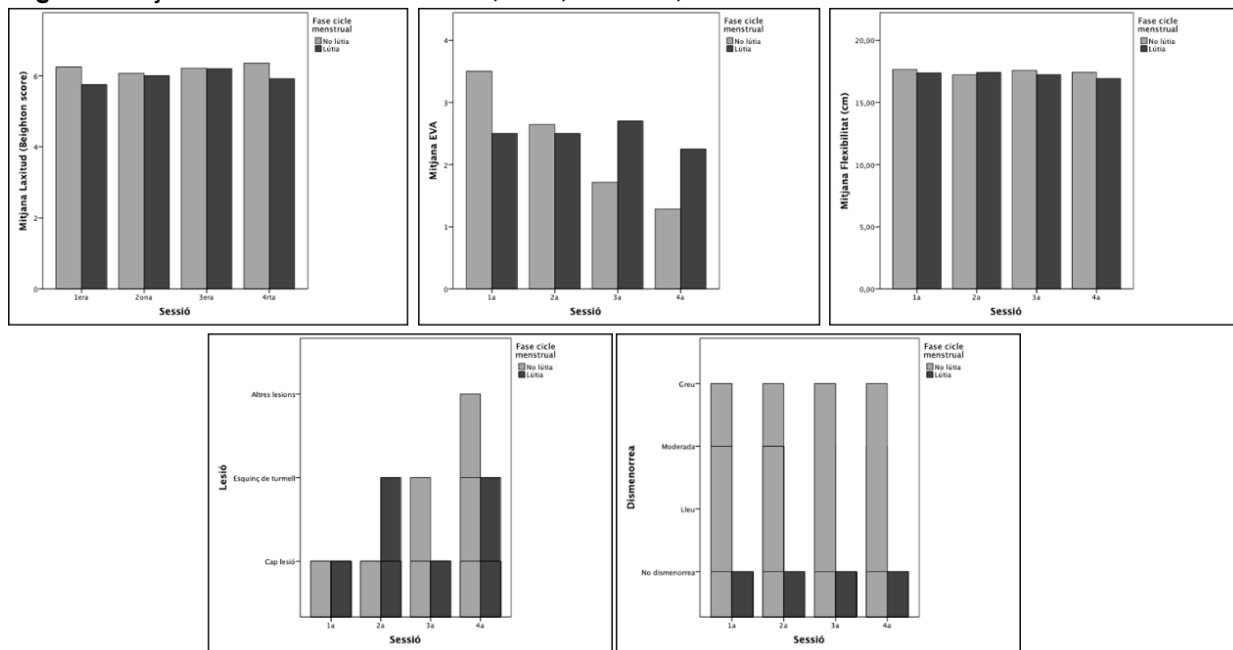 Fase cicle
menstrual
No lútia
Lútia
Mitjana Laxitud (Beighton score)
6
4
2
0
1era
2ona
3era
4rta
Sessió
Fase cicle
menstrual
No lútia
Lútia
Mitjana EVA
4
3
2
1
0
1a
2a
3a
4a
Sessió
Fase cicle
menstrual
No lútia
Lútia
Mitjana Flexibilitat (cm)
20,00
15,00
10,00
5,00
0,00
1a
2a
3a
4a
Sessió
Fase cicle
menstrual
No lútia
Lútia
Lesió
Altres lesions
Esquinç de turmell
Cap lesió
1a
2a
3a
4a
Sessió
Fase cicle
menstrual
No lútia
Lútia
Dismenorrea
Greu
Moderada
Lleu
No dismenorrea
1a
2a
3a
4a
Sessió